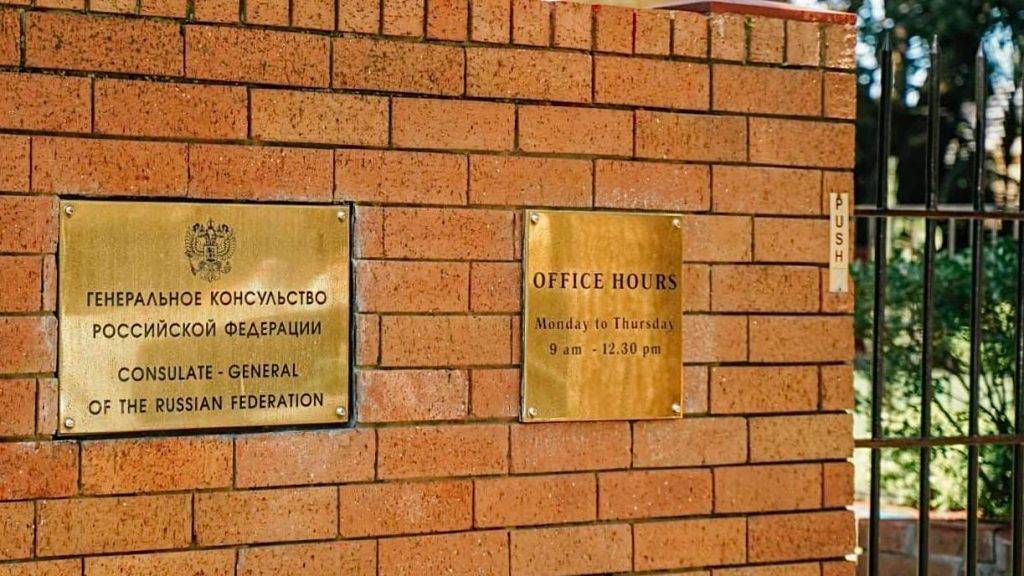 ГЕНЕРАЛЬНОЕ КОНСУЛЬСТВО
РОССИЙСКОЙ ФЕДЕРАЦИИ
CONSULATE - GENERAL
OF THE RUSSIAN FEDERATION
OFFICE HOURS
Monday to Thursday
9 am - 12.30 pm
PUSH